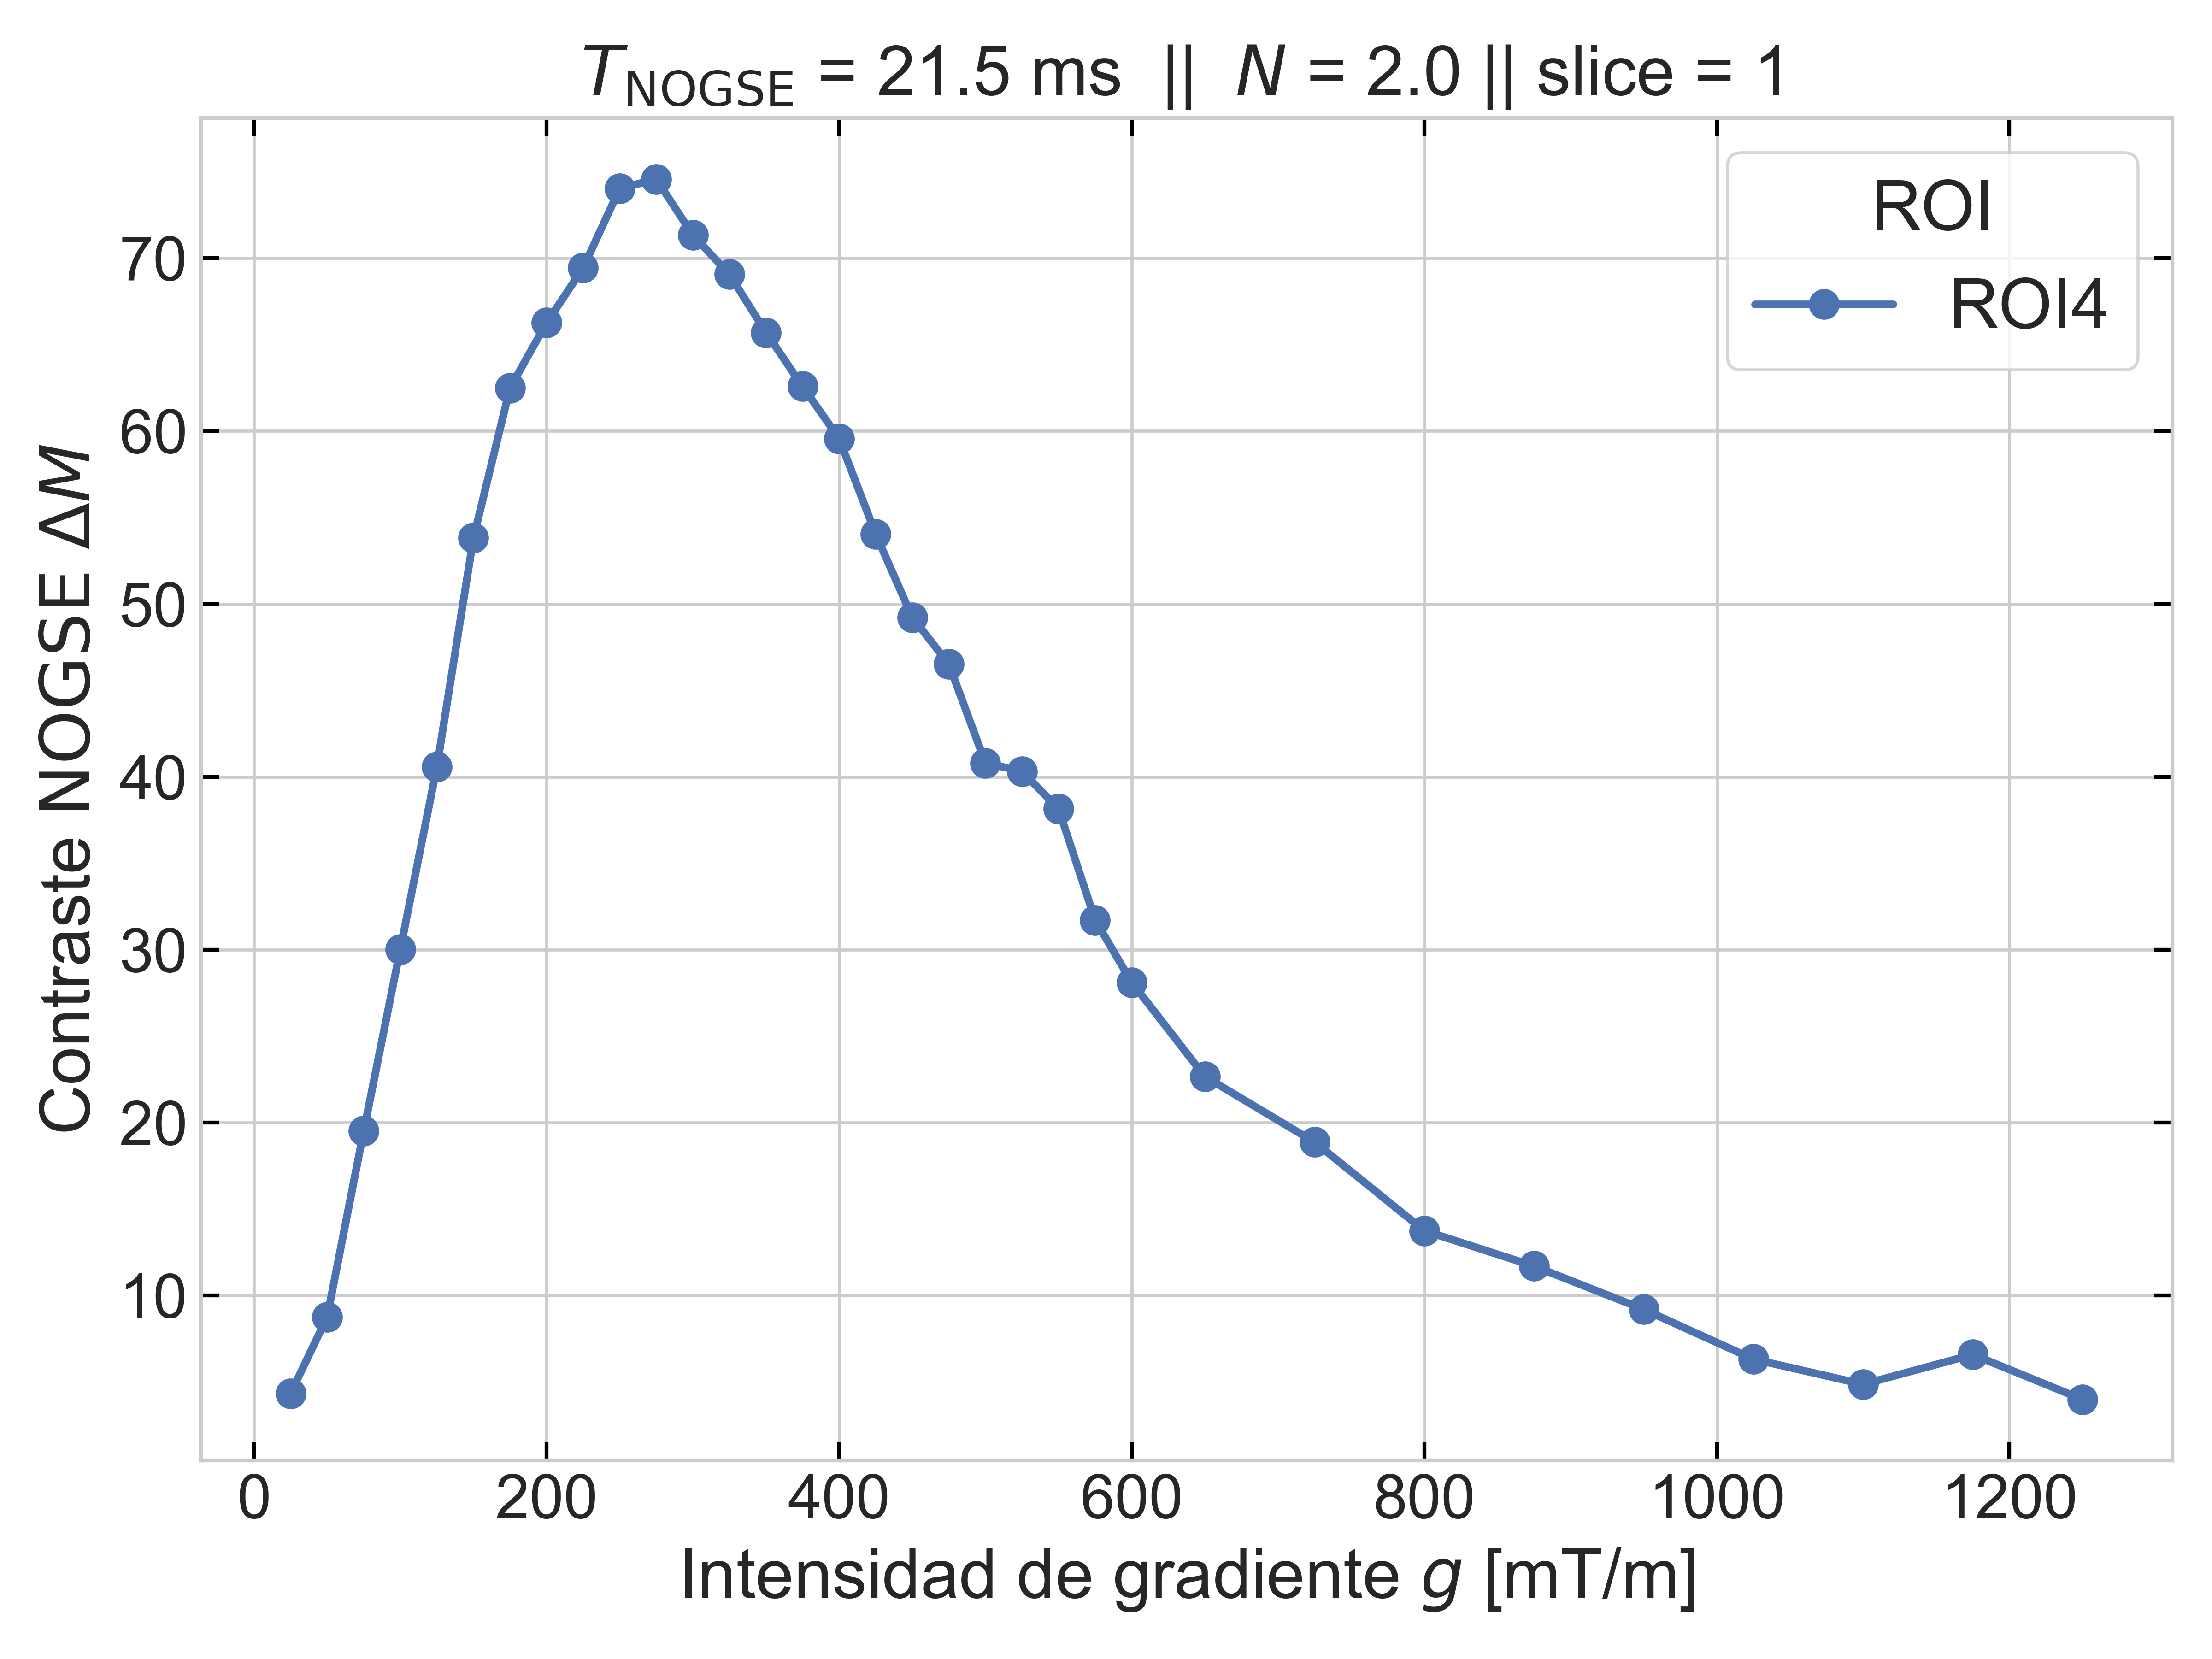 T_NOGSE = 21.5 ms || N = 2.0 || slice = 1
ROI
ROI4
Contraste NOGSE ΔM
70
60
50
40
30
20
10
0 200 400 600 800 1000 1200
Intensidad de gradiente g [mT/m]